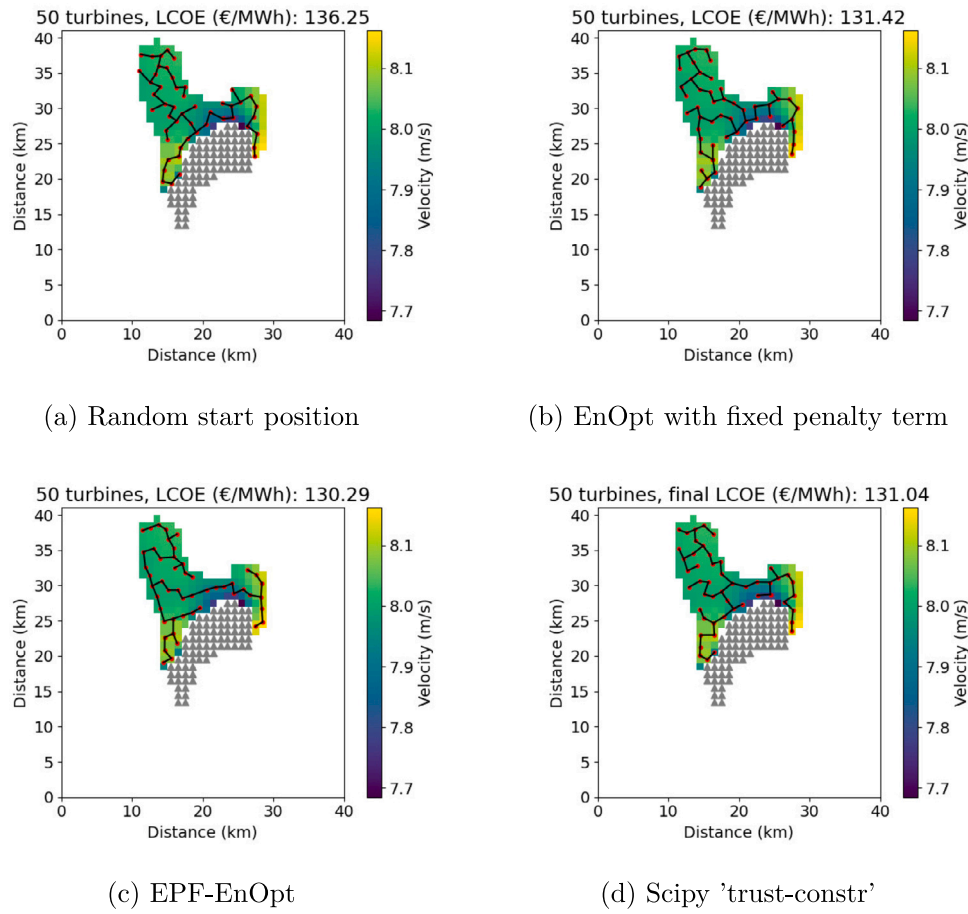 50 turbines, LCOE (€/MWh): 136.25
40
35
30
25
20
15
10
5
0
Distance (km)
0 10 20 30 40
Distance (km)
8.1
8.0
7.9
7.8
7.7
Velocity (m/s)
(a) Random start position
50 turbines, LCOE (€/MWh): 131.42
40
35
30
25
20
15
10
5
0
Distance (km)
0 10 20 30 40
Distance (km)
8.1
8.0
7.9
7.8
7.7
Velocity (m/s)
(b) EnOpt with fixed penalty term
50 turbines, LCOE (€/MWh): 130.29
40
35
30
25
20
15
10
5
0
Distance (km)
0 10 20 30 40
Distance (km)
8.1
8.0
7.9
7.8
7.7
Velocity (m/s)
(c) EPF-EnOpt
50 turbines, final LCOE (€/MWh): 131.04
40
35
30
25
20
15
10
5
0
Distance (km)
0 10 20 30 40
Distance (km)
8.1
8.0
7.9
7.8
7.7
Velocity (m/s)
(d) Scipy 'trust-constr'